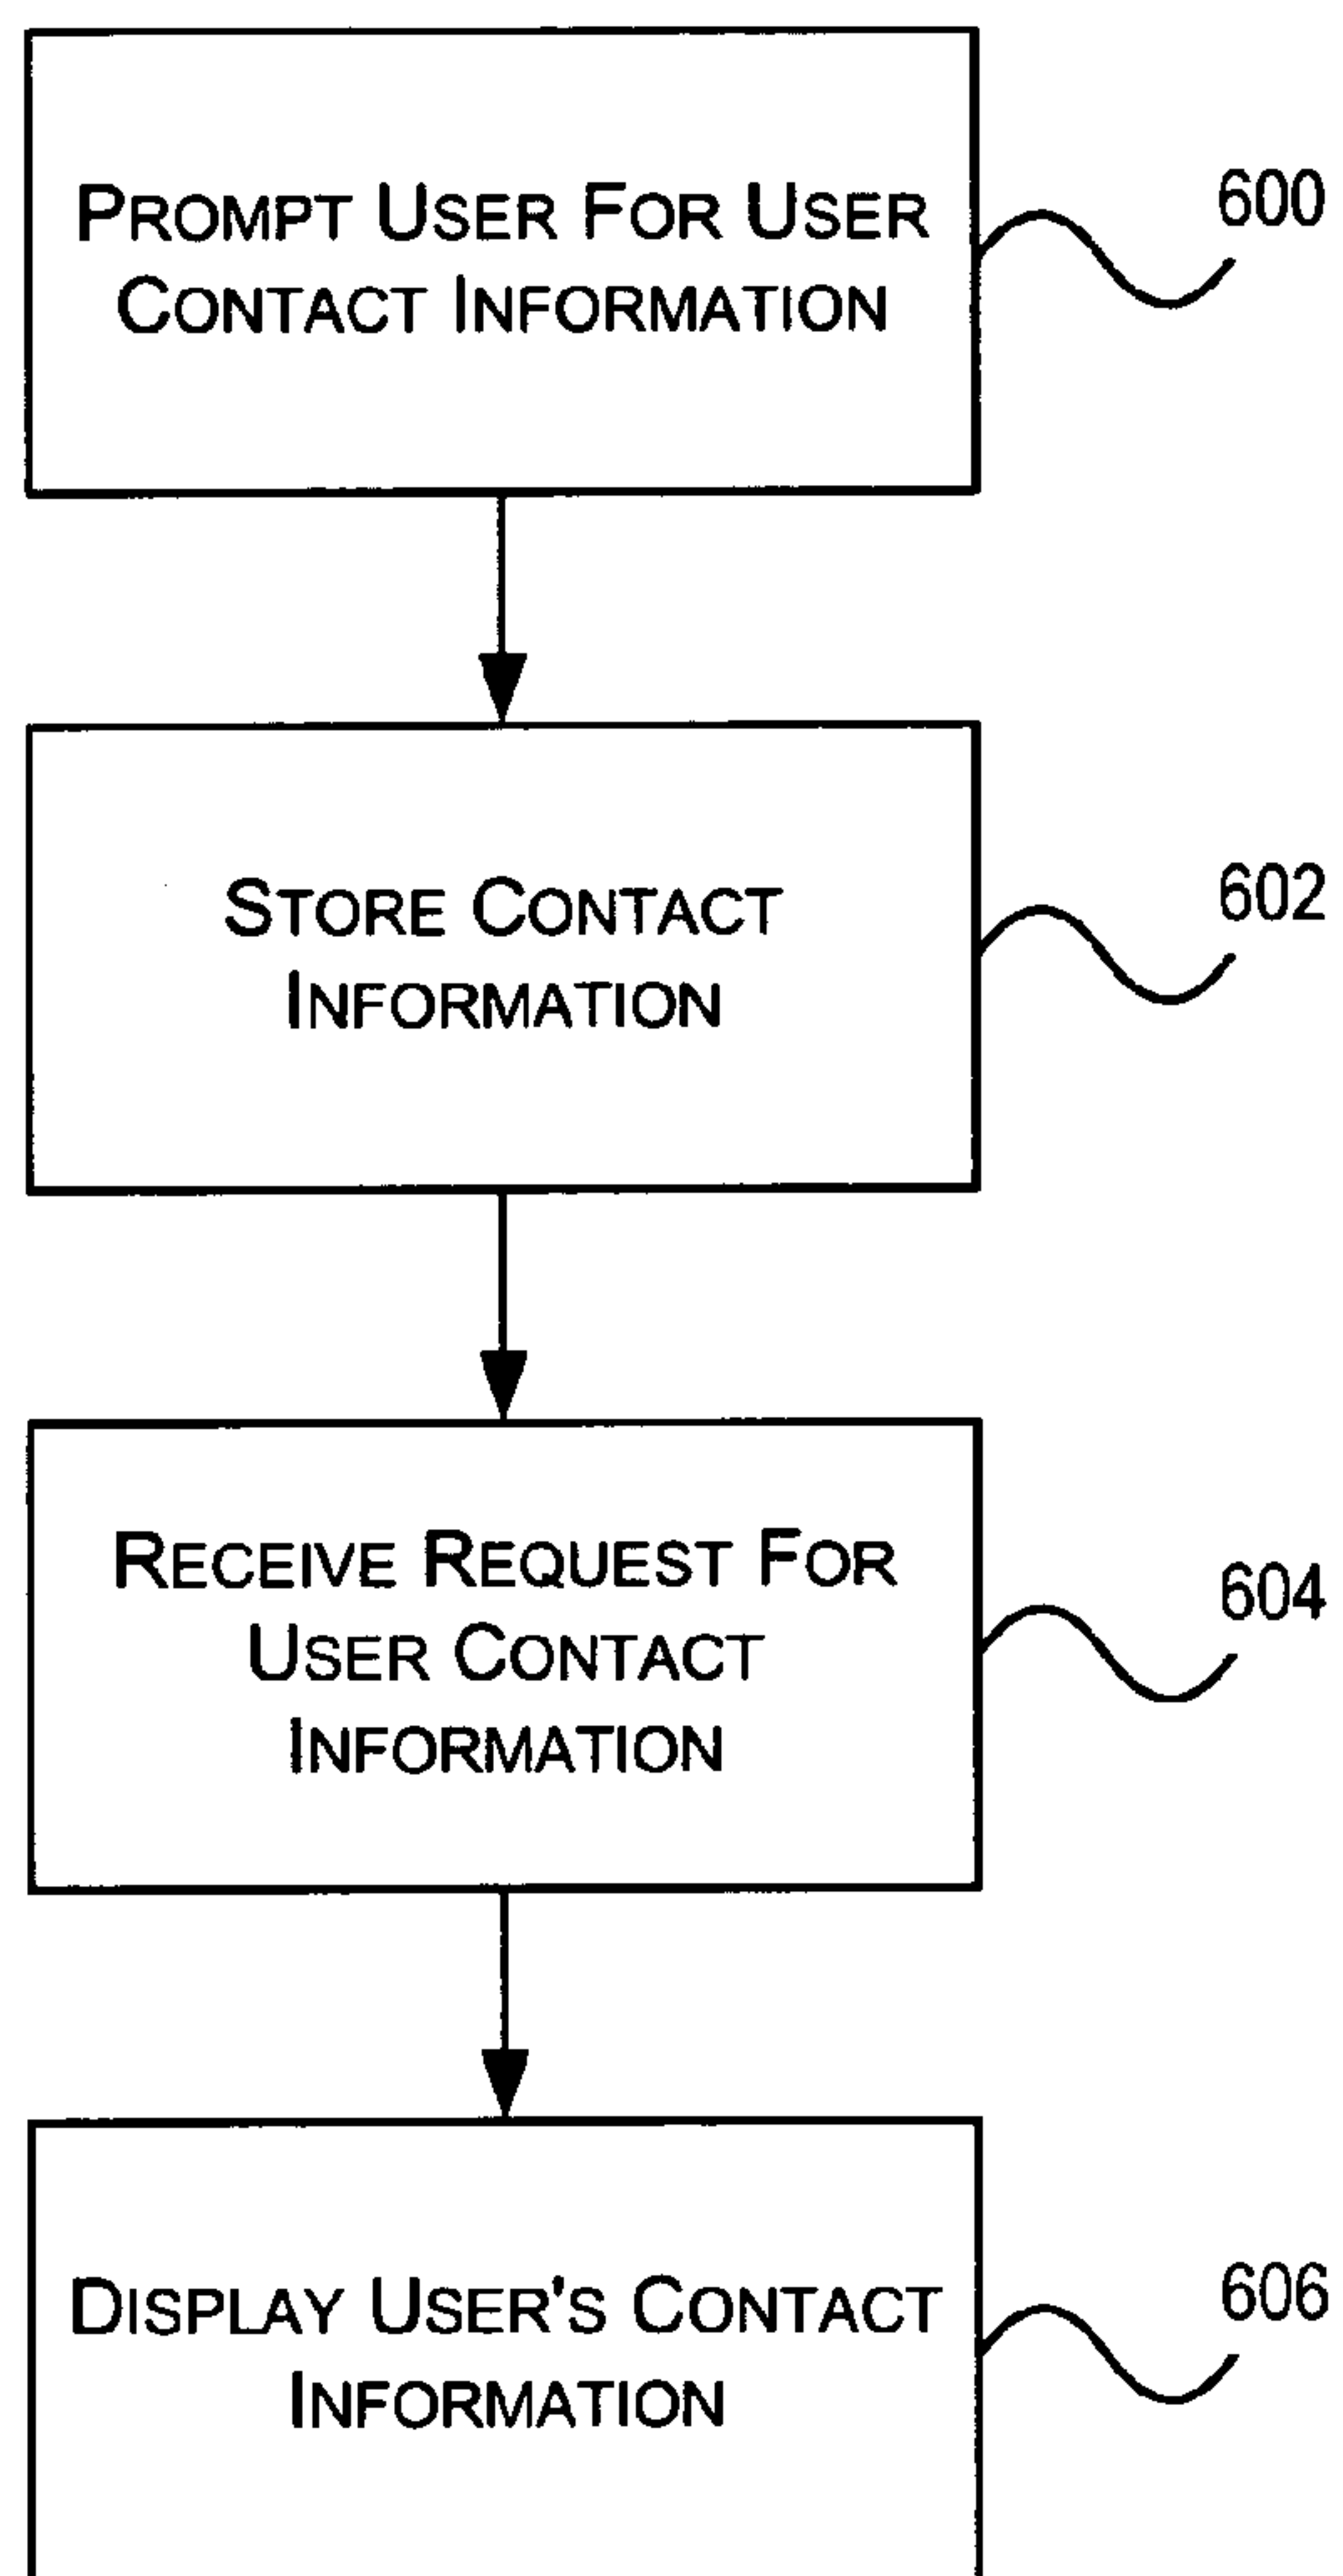 PROMPT USER FOR USER
CONTACT INFORMATION
600
STORE CONTACT
INFORMATION
602
RECEIVE REQUEST FOR
USER CONTACT
INFORMATION
604
DISPLAY USER'S CONTACT
INFORMATION
606